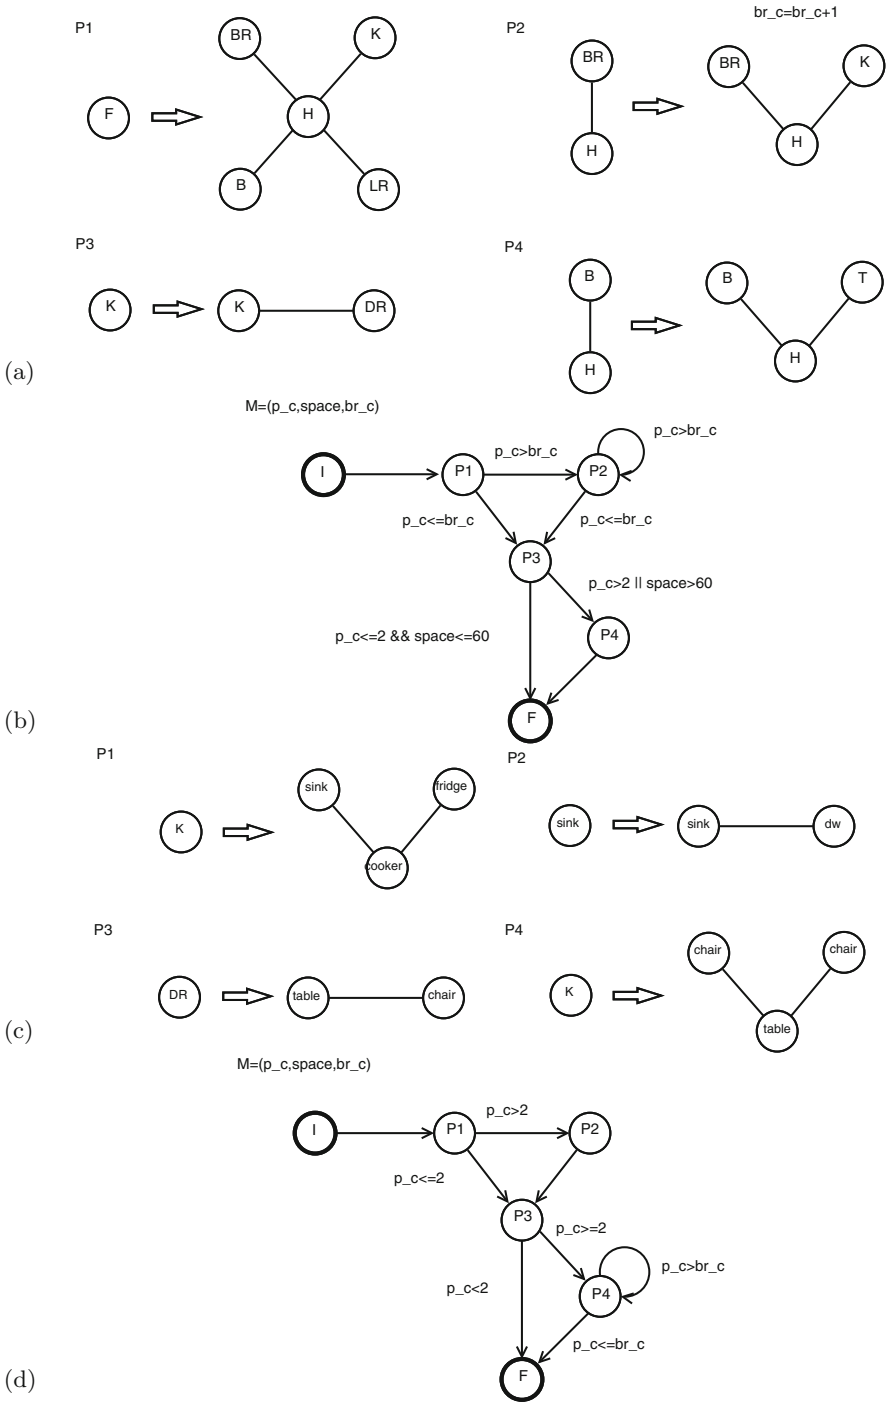 P1
BR
K
F
H
B
LR
P2
br_c=br_c+1
BR
H
BR
K
H
P3
K
K
DR
P4
B
H
B
T
H
(a)
M=(p_c,space,br_c)
I
P1
p_c>br_c
P2
p_c>br_c
p_c<=br_c
p_c<=br_c
P3
p_c>2 || space>60
p_c<=2 && space<=60
P4
F
(b)
P1
K
sink
fridge
cooker
P2
sink
sink
dw
P3
DR
table
chair
P4
K
chair
chair
table
(c)
M=(p_c,space,br_c)
I
P1
p_c>2
P2
p_c<=2
P3
p_c>=2
p_c<2
P4
p_c>br_c
p_c<=br_c
F
(d)